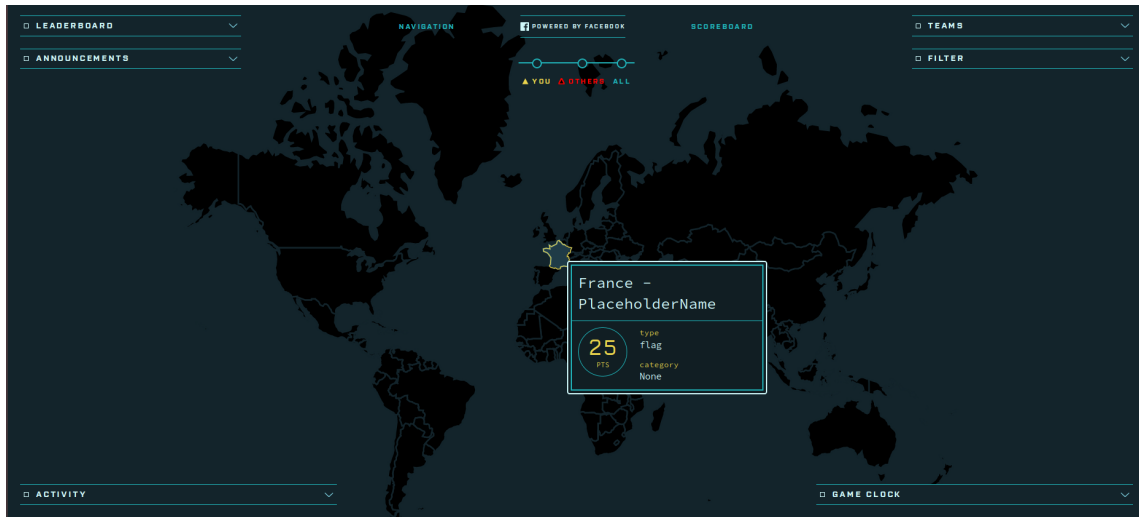 LEADERBOARD
NAVIGATION
POWERED BY FACEBOOK
SCOREBOARD
TEAMS
ANNOUNCEMENTS
FILTER
YOU OTHERS ALL
France –
PlaceholderName
25
PTS
type
flag
category
None
ACTIVITY
GAME CLOCK